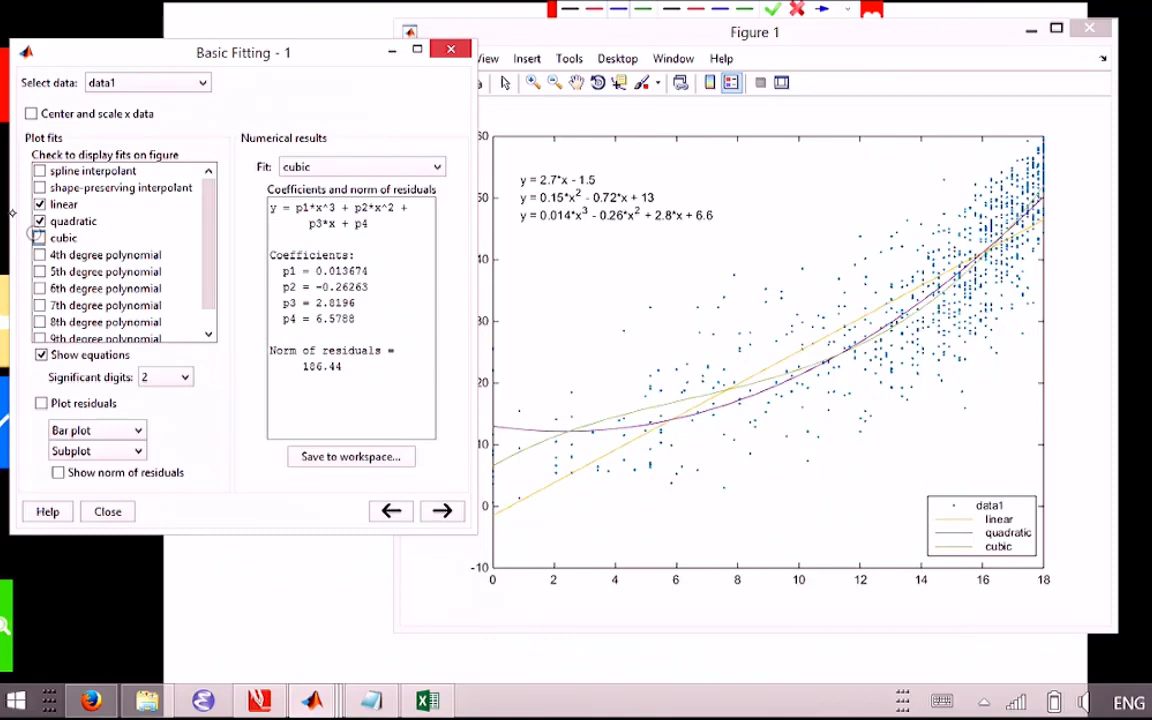 Basic Fitting - 1
Select data: data1
Center and scale x data
Plot fits
Check to display fits on figure
spline interpolant
shape-preserving interpolant
linear
quadratic
cubic
4th degree polynomial
5th degree polynomial
6th degree polynomial
7th degree polynomial
8th degree polynomial
9th degree polynomial
Show equations
Significant digits: 2
Plot residuals
Bar plot
Subplot
Show norm of residuals
Help
Close
Numerical results
Fit: cubic
Coefficients and norm of residuals
y = p1*x^3 + p2*x^2 +
p3*x + p4
Coefficients:
p1 = 0.013674
p2 = -0.26263
p3 = 2.8196
p4 = 6.5788
Norm of residuals =
186.44
Save to workspace...
Figure 1
View Insert Tools Desktop Window Help
y = 2.7*x - 1.5
y = 0.15*x² - 0.72*x + 13
y = 0.014*x³ - 0.26*x² + 2.8*x + 6.6
60
50
40
30
20
10
0
-10
0 2 4 6 8 10 12 14 16 18
data1
linear
quadratic
cubic
ENG